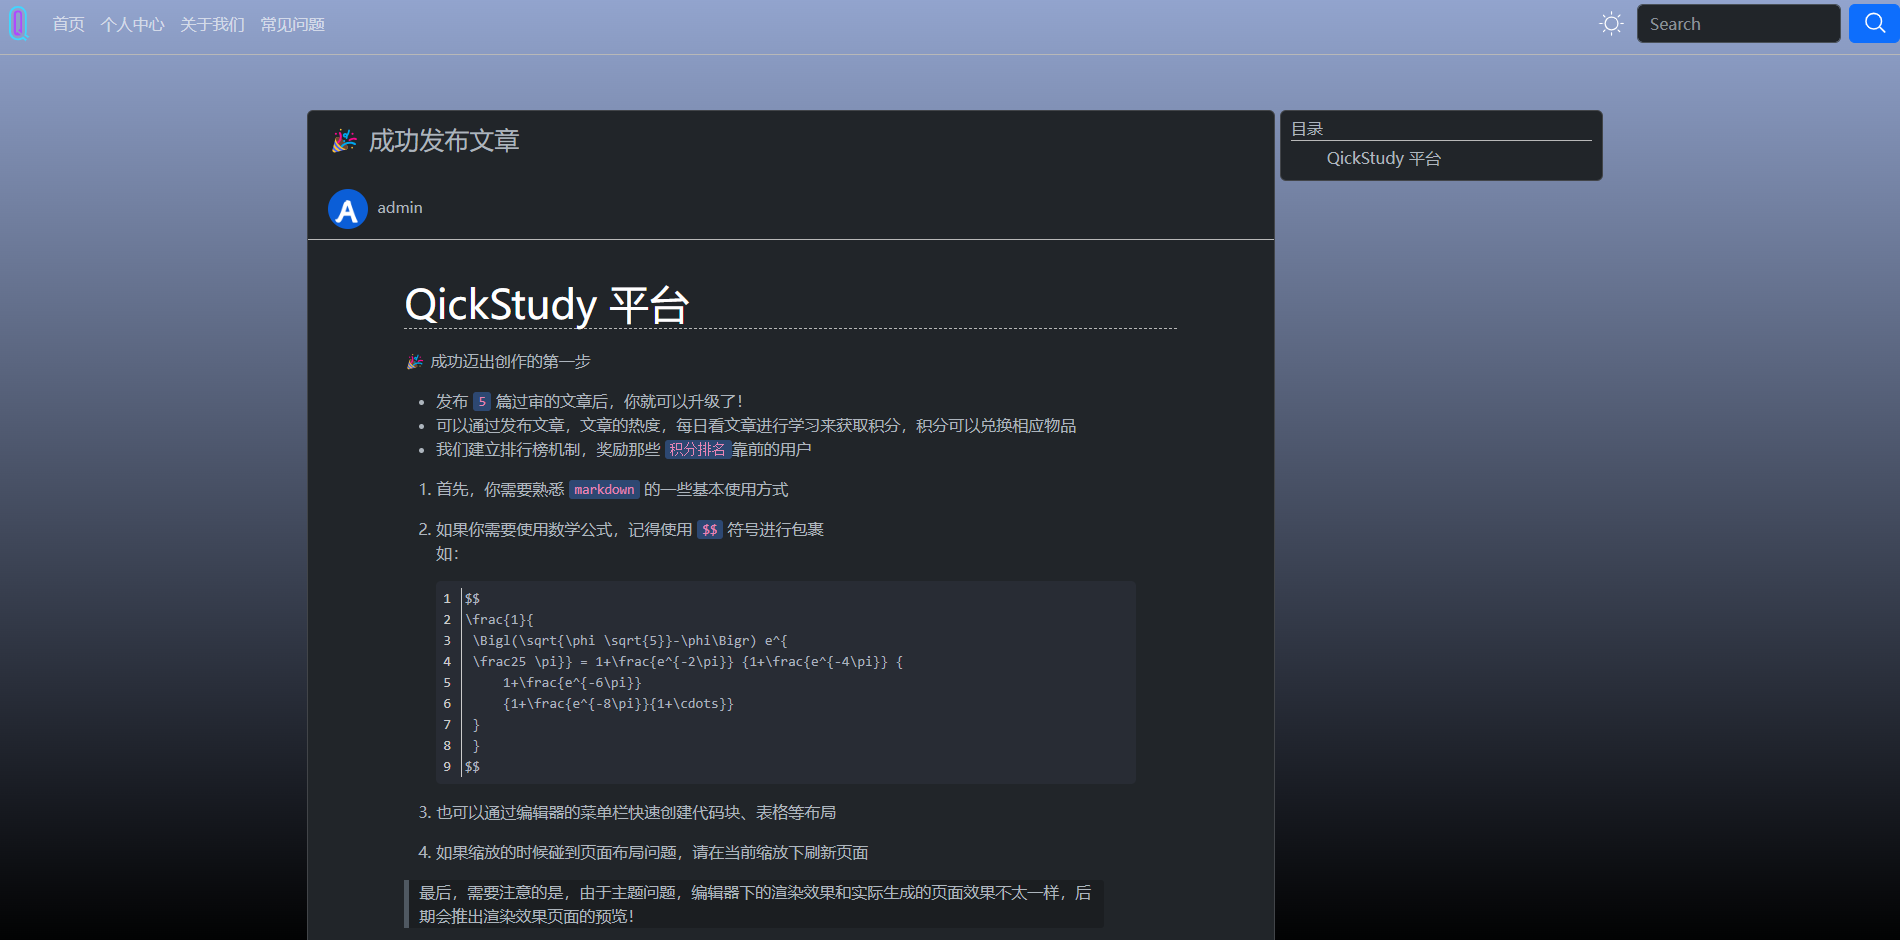 首页 个人中心 关于我们 常见问题
Search
🎉 成功发布文章
A admin
目录
QickStudy 平台
QickStudy 平台
🎉 成功迈出创作的第一步
• 发布 5 篇过审的文章后，你就可以升级了！
• 可以通过发布文章，文章的热度，每日看文章进行学习来获取积分，积分可以兑换相应物品
• 我们建立排行榜机制，奖励那些 积分排名 靠前的用户
1. 首先，你需要熟悉 markdown 的一些基本使用方式
2. 如果你需要使用数学公式，记得使用 $$ 符号进行包裹
如：
1 $$
2 \frac{1}{
3  \Bigl(\sqrt{\phi \sqrt{5}}-\phi\Bigr) e^{
4  \frac25 \pi}} = 1+\frac{e^{-2\pi}} {1+\frac{e^{-4\pi}} {
5      1+\frac{e^{-6\pi}}
6      {1+\frac{e^{-8\pi}}{1+\cdots}}
7  }
8  }
9 $$
3. 也可以通过编辑器的菜单栏快速创建代码块、表格等布局
4. 如果缩放的时候碰到页面布局问题，请在当前缩放下刷新页面
最后，需要注意的是，由于主题问题，编辑器下的渲染效果和实际生成的页面效果不太一样，后
期会推出渲染效果页面的预览！